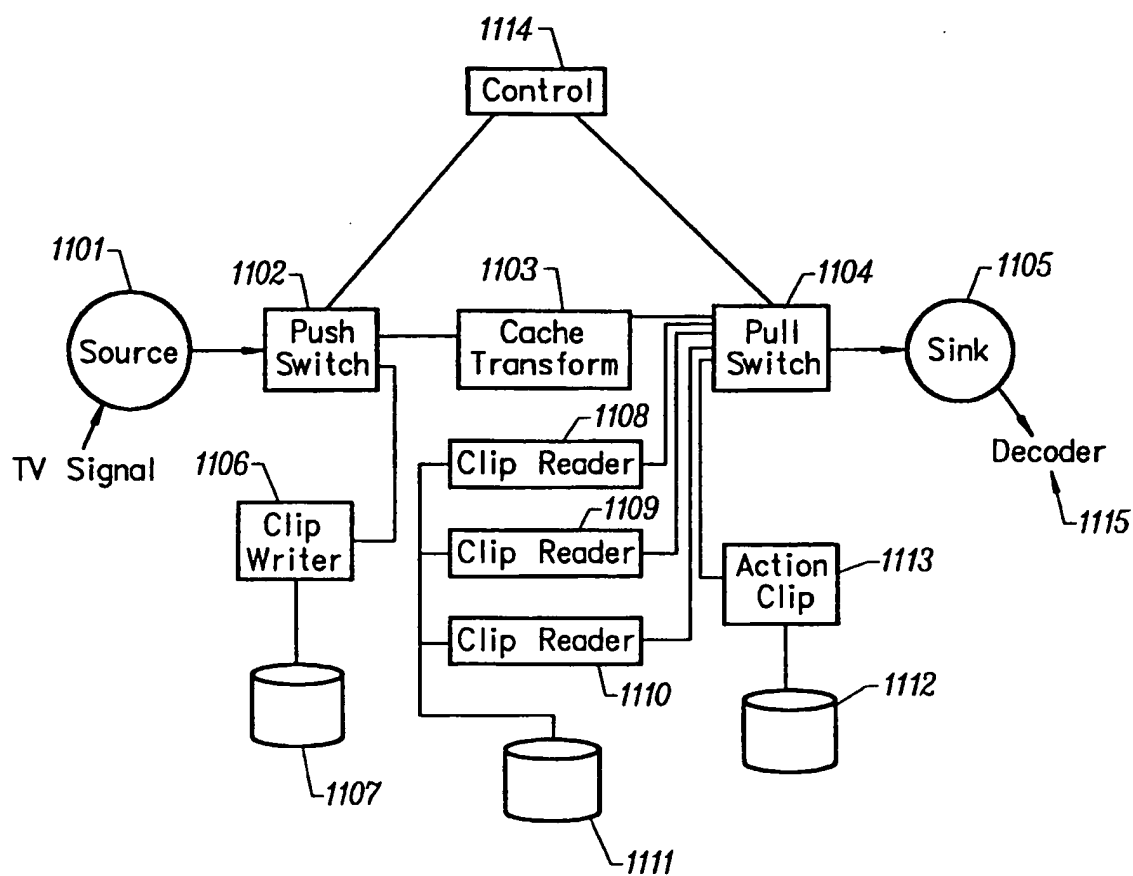 1114
Control
1101
1102
1103
1104
1105
Source
Push
Switch
Cache
Transform
Pull
Switch
Sink
TV Signal
1106
1108
Clip Reader
Decoder
1115
Clip
Writer
1109
Clip Reader
Action
Clip
1113
Clip Reader
1110
1107
1112
1111